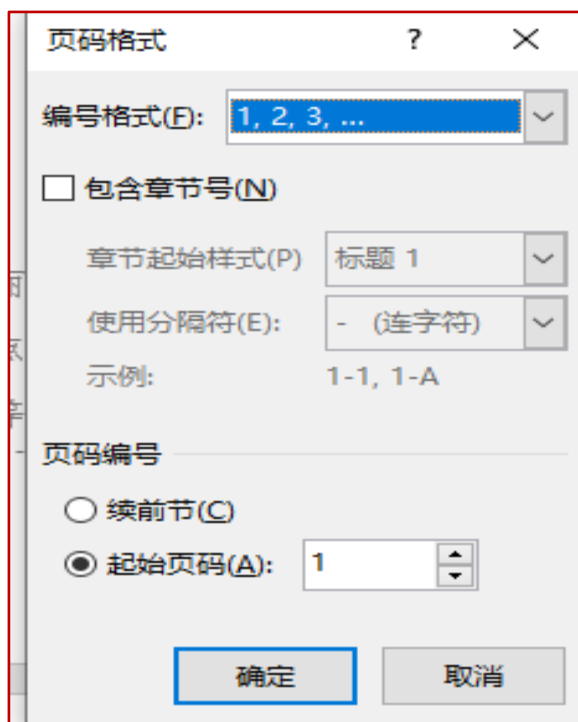 页码格式 ?
编号格式(F): 1, 2, 3, ...
包含章节号(N)
章节起始样式(P) 标题 1
使用分隔符(E): - (连字符)
示例: 1-1, 1-A
页码编号
续前节(C)
起始页码(A): 1
确定 取消